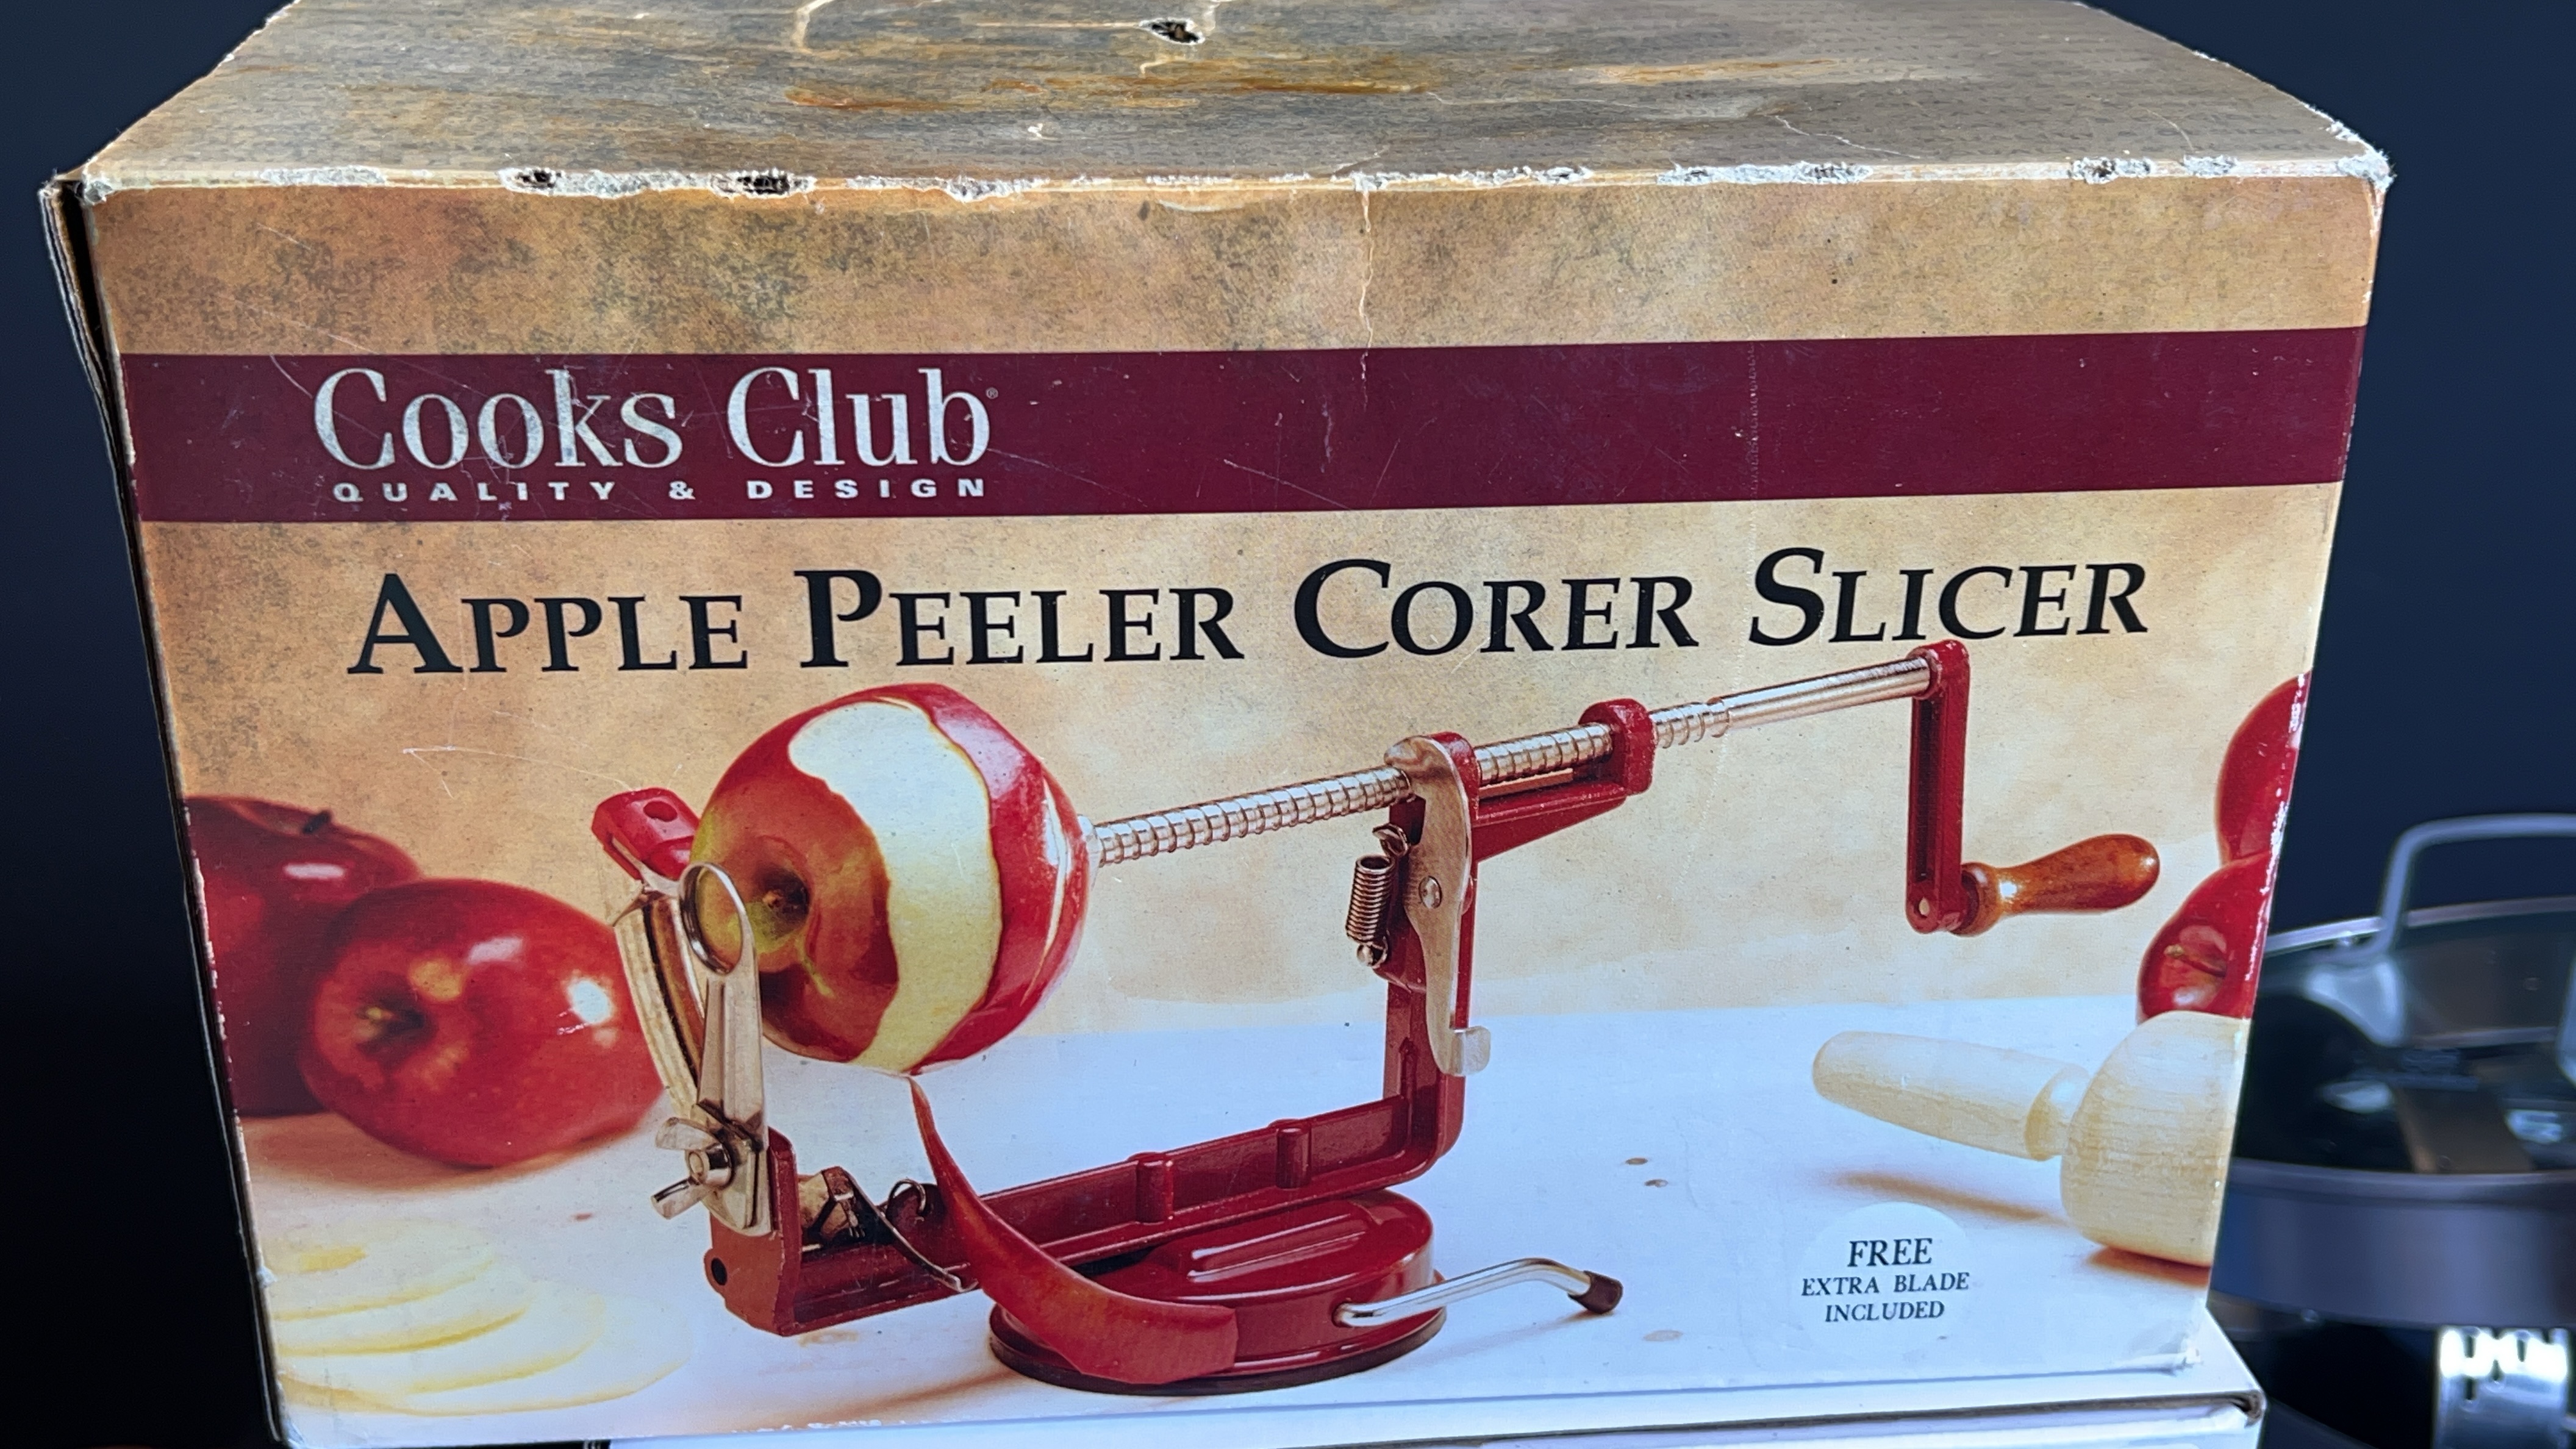 Cooks Club®
QUALITY & DESIGN
APPLE PEELER CORER SLICER
FREE
EXTRA BLADE
INCLUDED